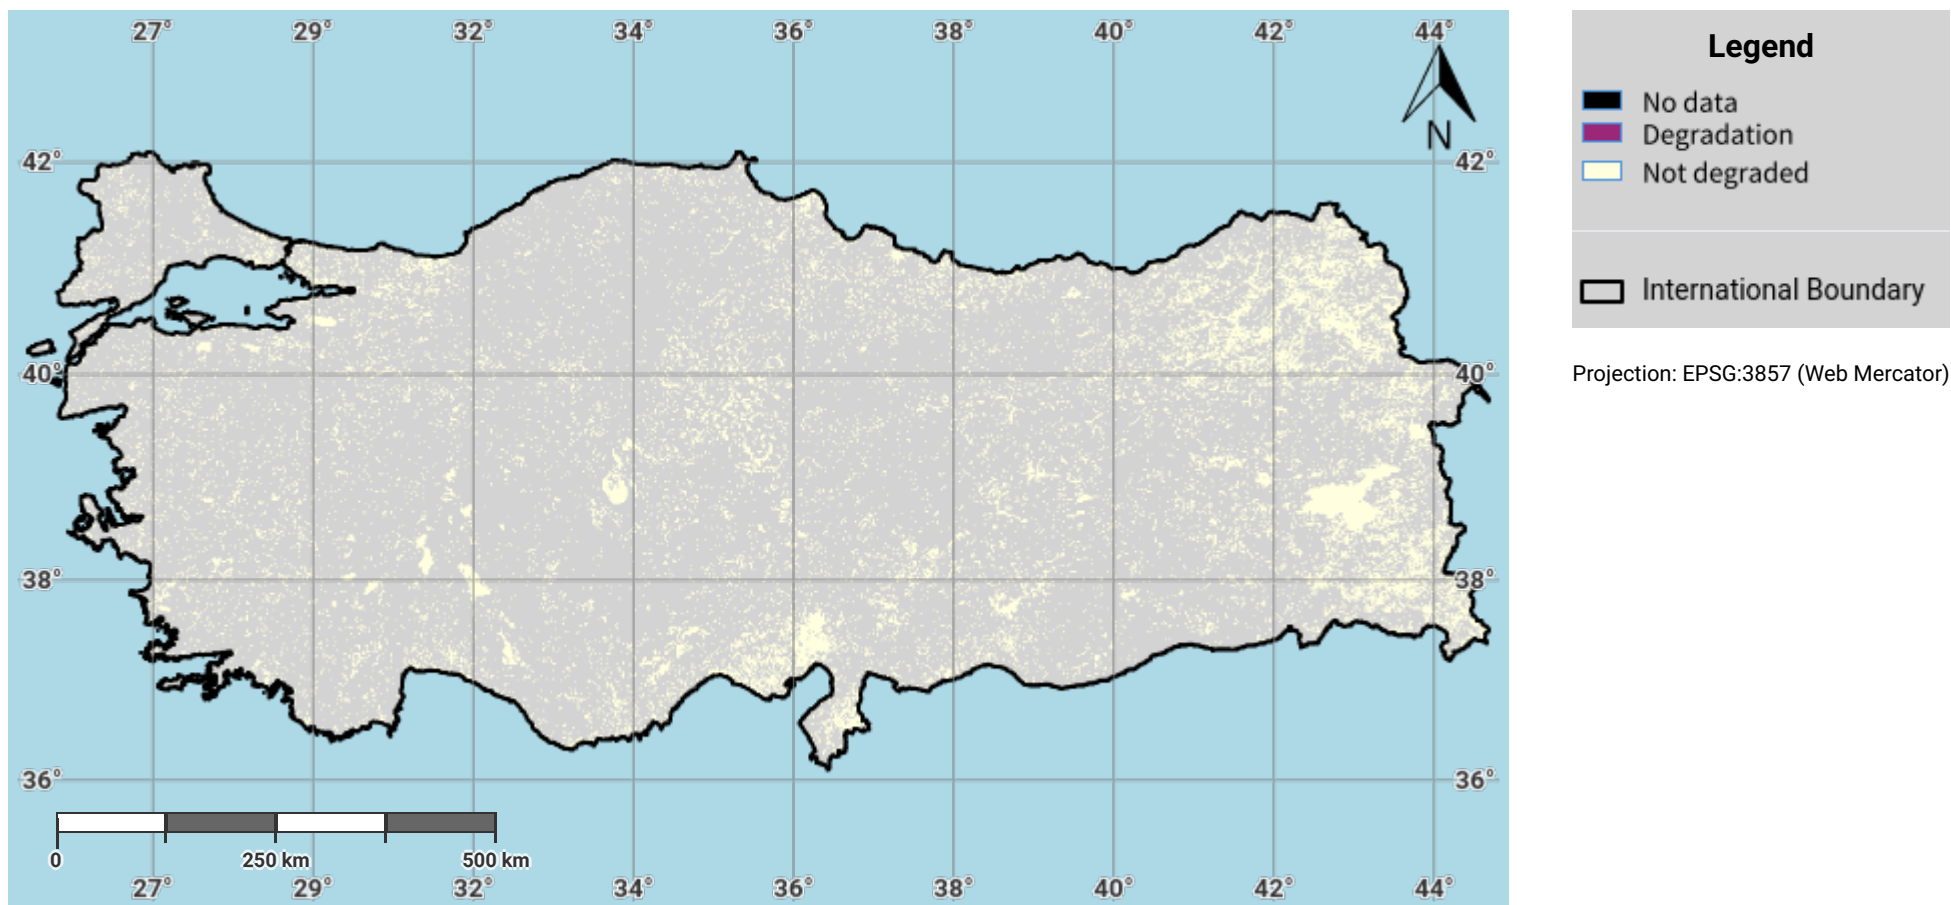 27° 29° 32° 34° 36° 38° 40° 42° 44°
N
42° 42°
40° 40°
38° 38°
36° 36°
0 250 km 500 km
27° 29° 32° 34° 36° 38° 40° 42° 44°
Legend
No data
Degradation
Not degraded
International Boundary
Projection: EPSG:3857 (Web Mercator)